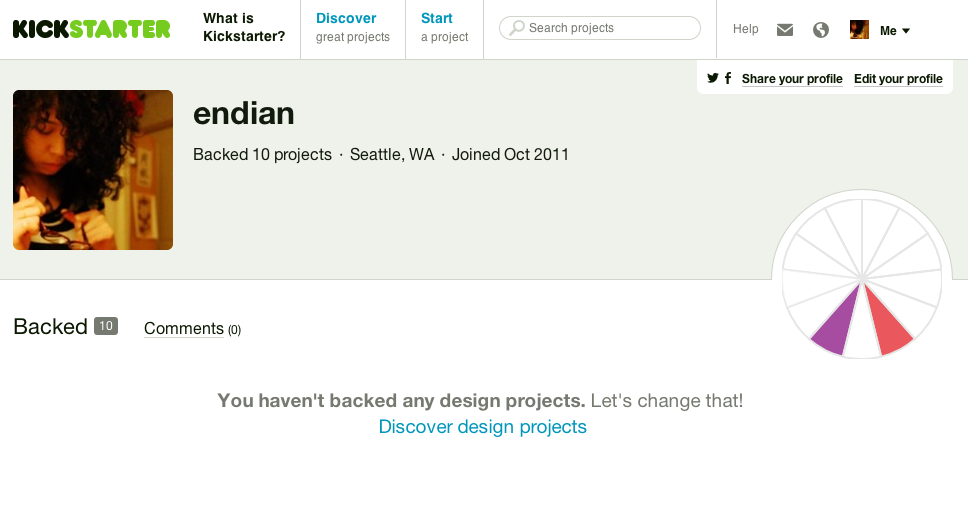 KICKSTARTER
What is
Kickstarter?
Discover
great projects
Start
a project
Search projects
Help
Me
Share your profile Edit your profile
endian
Backed 10 projects · Seattle, WA · Joined Oct 2011
Backed 10 Comments (0)
You haven't backed any design projects. Let's change that!
Discover design projects